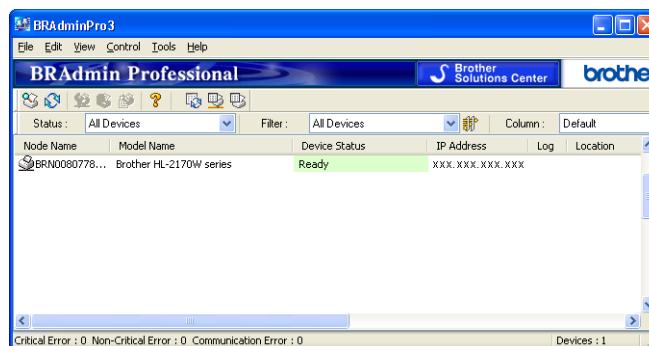 BRAdminPro3
File Edit View Control Tools Help
BRAdmin Professional Brother Solutions Center brothe
Status : All Devices Filter : All Devices Column : Default
Node Name Model Name Device Status IP Address Log Location
BRN0080778... Brother HL-2170W series Ready XXX.XXX.XXX.XXX
Critical Error : 0 Non-Critical Error : 0 Communication Error : 0 Devices : 1